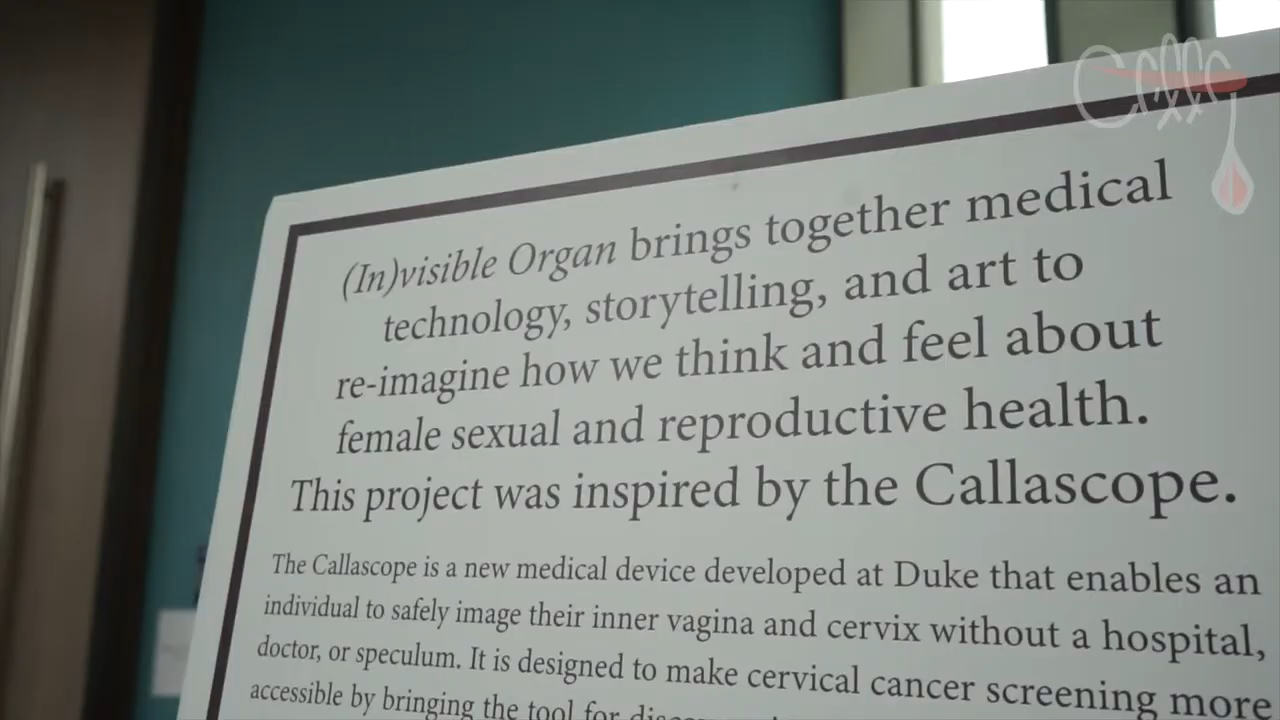 (In)visible Organ brings together medical
technology, storytelling, and art to
re-imagine how we think and feel about
female sexual and reproductive health.
This project was inspired by the Callascope.
The Callascope is a new medical device developed at Duke that enables an
individual to safely image their inner vagina and cervix without a hospital,
doctor, or speculum. It is designed to make cervical cancer screening more
accessible by bringing the tool for